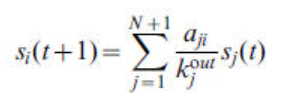 s_i(t+1) = \sum_{j=1}^{N+1} \frac{a_{ji}}{k_j^{out}} s_j(t)